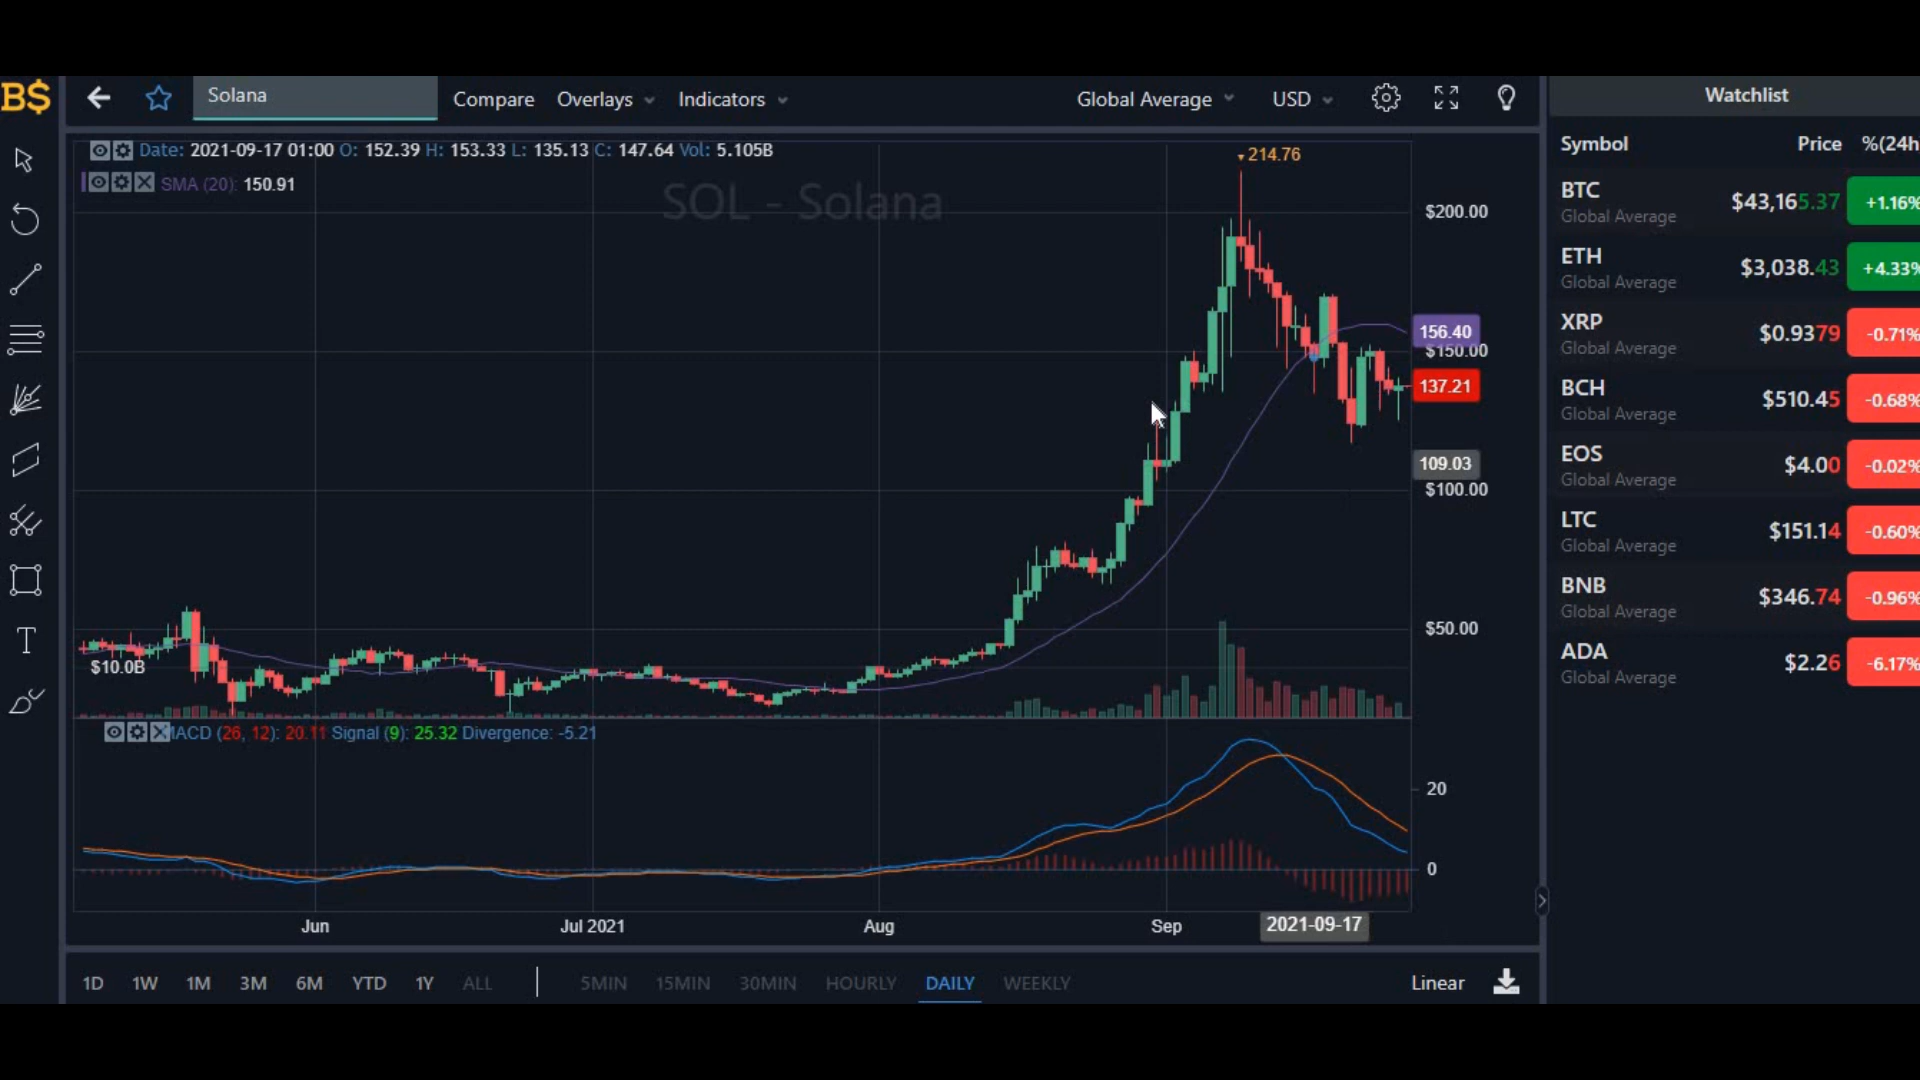 B$
Solana
Compare
Overlays
Indicators
Global Average
USD
Watchlist
Date: 2021-09-17 01:00 O: 152.39 H: 153.33 L: 135.13 C: 147.64 Vol: 5.105B
SMA (20): 150.91
SOL - Solana
214.76
$200.00
156.40
$150.00
137.21
109.03
$100.00
$50.00
$10.0B
MACD (26, 12): 20.11 Signal (9): 25.32 Divergence: -5.21
20
0
Jun
Jul 2021
Aug
Sep
2021-09-17
T
1D 1W 1M 3M 6M YTD 1Y ALL
5MIN 15MIN 30MIN HOURLY DAILY WEEKLY
Linear
Symbol Price %(24h
BTC $43,165.37 +1.16%
Global Average
ETH $3,038.43 +4.33%
Global Average
XRP $0.9379 -0.71%
Global Average
BCH $510.45 -0.68%
Global Average
EOS $4.00 -0.02%
Global Average
LTC $151.14 -0.60%
Global Average
BNB $346.74 -0.96%
Global Average
ADA $2.26 -6.17%
Global Average